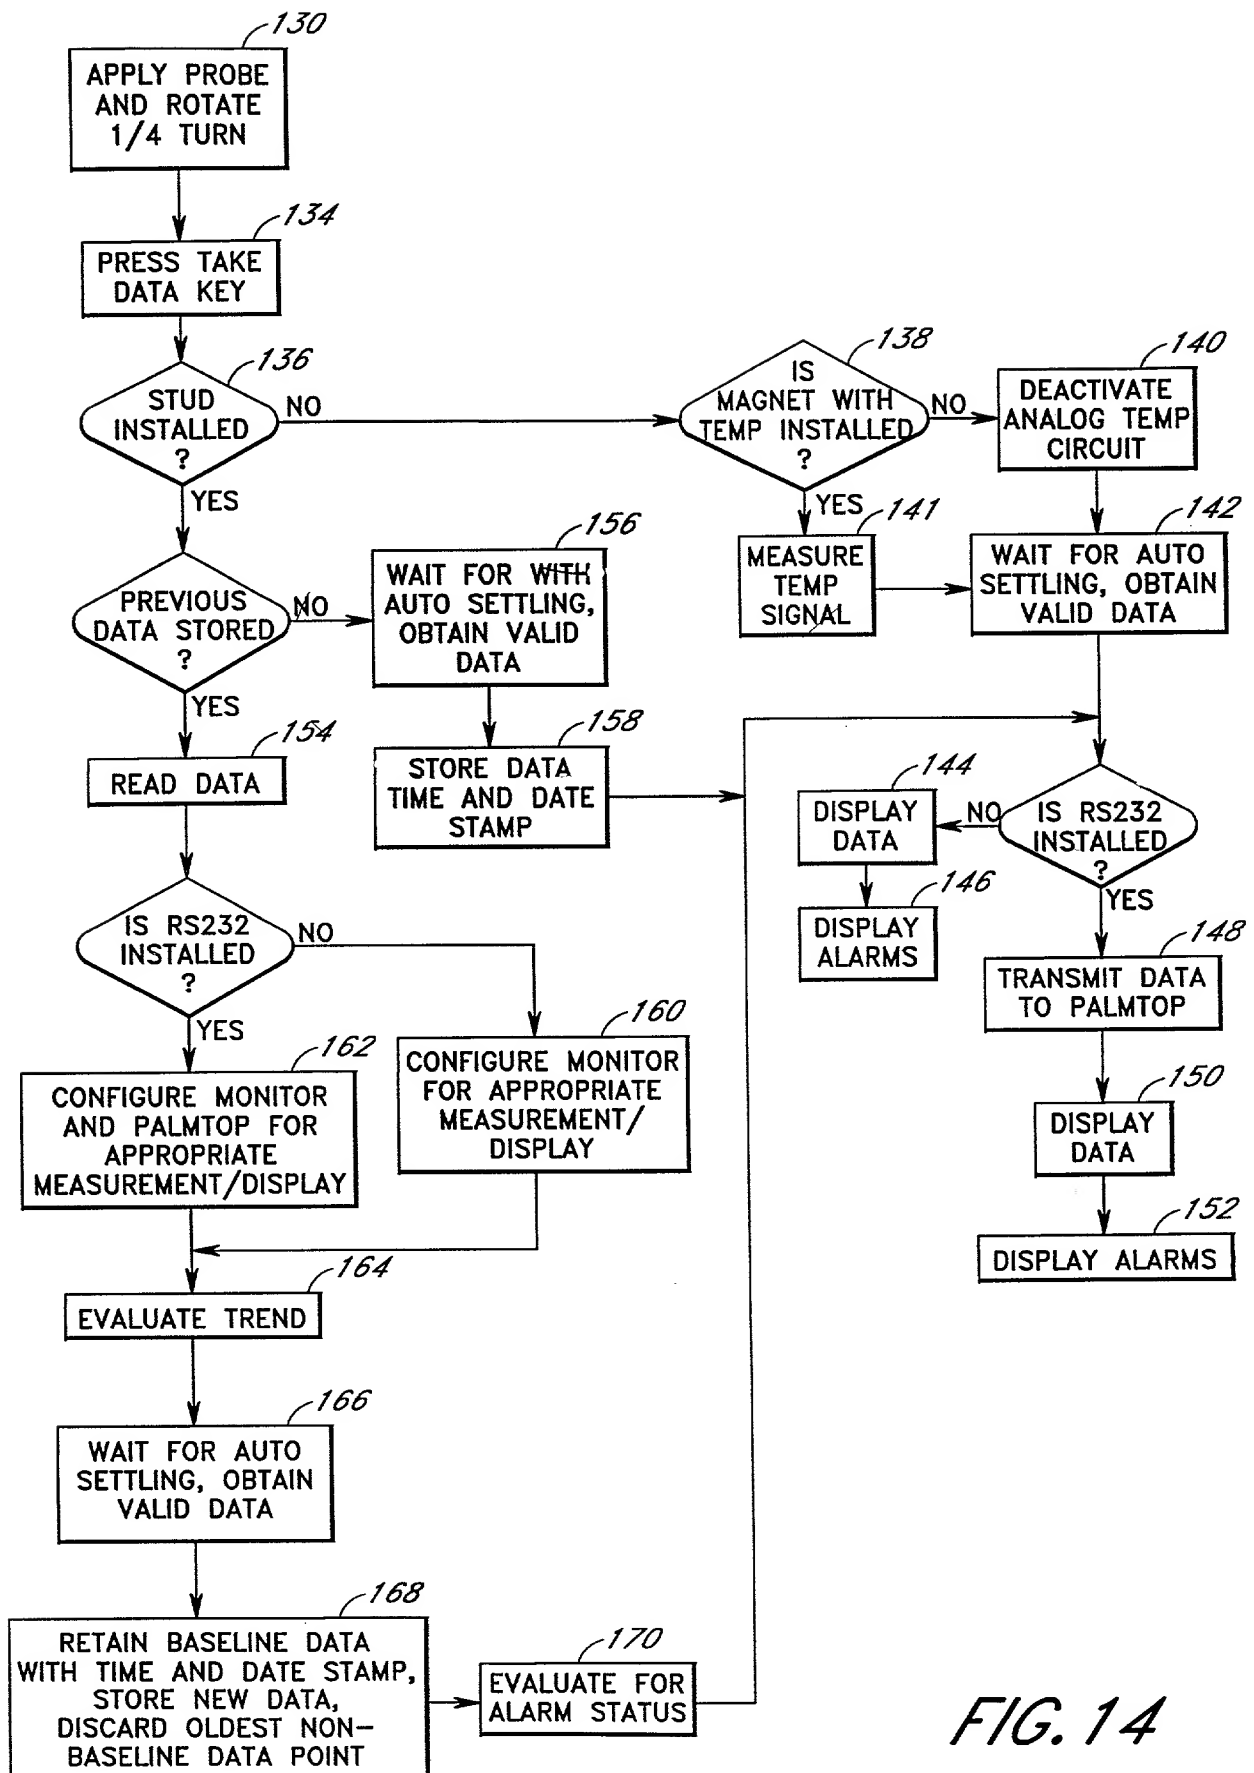 130
APPLY PROBE
AND ROTATE
1/4 TURN
134
PRESS TAKE
DATA KEY
136
STUD
INSTALLED
?
NO
YES
138
IS
MAGNET WITH
TEMP INSTALLED
?
NO
YES
140
DEACTIVATE
ANALOG TEMP
CIRCUIT
141
MEASURE
TEMP
SIGNAL
142
WAIT FOR AUTO
SETTLING, OBTAIN
VALID DATA
PREVIOUS
DATA STORED
?
NO
YES
156
WAIT FOR WITH
AUTO SETTLING,
OBTAIN VALID
DATA
158
STORE DATA
TIME AND DATE
STAMP
154
READ DATA
IS RS232
INSTALLED
?
NO
YES
144
DISPLAY
DATA
146
DISPLAY
ALARMS
148
TRANSMIT DATA
TO PALMTOP
150
DISPLAY
DATA
152
DISPLAY ALARMS
IS RS232
INSTALLED
?
NO
YES
160
CONFIGURE MONITOR
FOR APPROPRIATE
MEASUREMENT/
DISPLAY
162
CONFIGURE MONITOR
AND PALMTOP FOR
APPROPRIATE
MEASUREMENT/DISPLAY
164
EVALUATE TREND
166
WAIT FOR AUTO
SETTLING, OBTAIN
VALID DATA
168
RETAIN BASELINE DATA
WITH TIME AND DATE STAMP,
STORE NEW DATA,
DISCARD OLDEST NON-
BASELINE DATA POINT
170
EVALUATE FOR
ALARM STATUS
FIG. 14